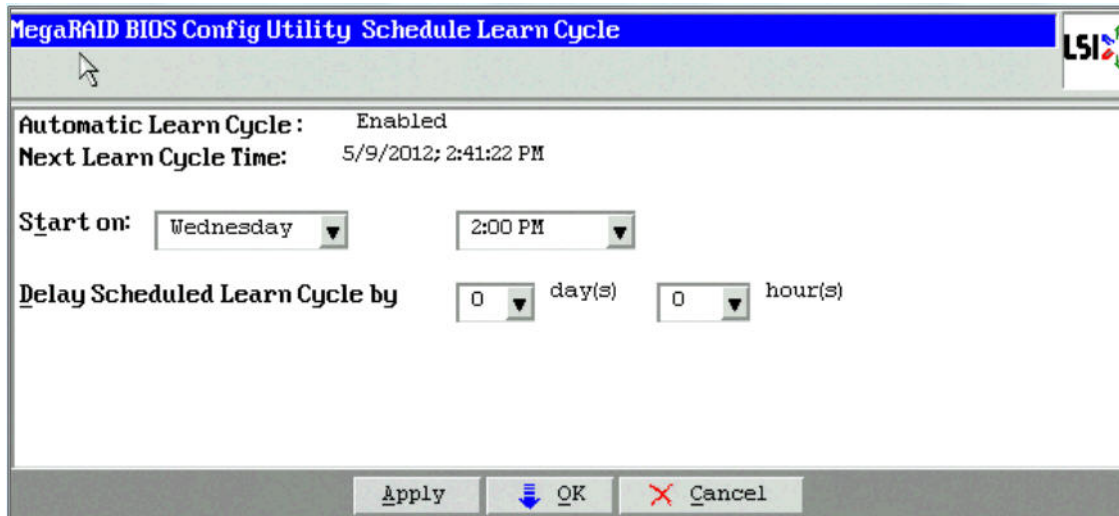 MegaRAID BIOS Config Utility Schedule Learn Cycle
LSI
Automatic Learn Cycle: Enabled
Next Learn Cycle Time: 5/9/2012; 2:41:22 PM
Start on: Wednesday 2:00 PM
Delay Scheduled Learn Cycle by 0 day(s) 0 hour(s)
Apply OK Cancel